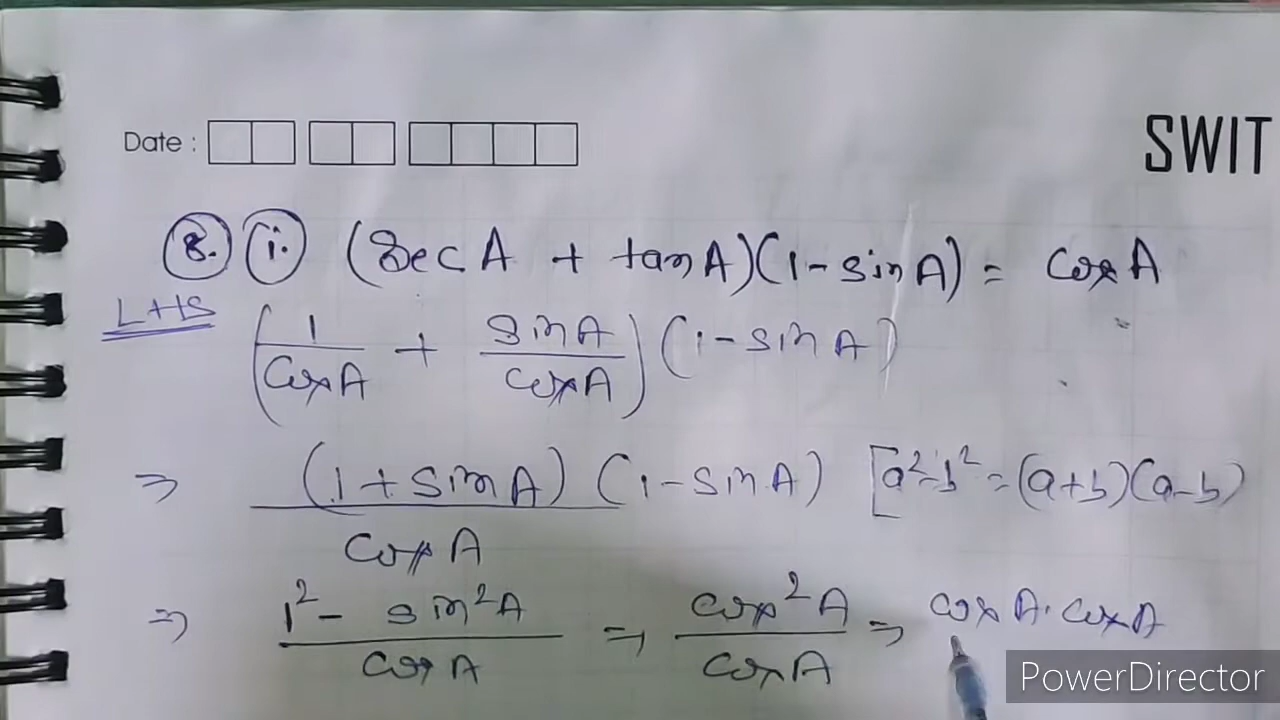 Date :
SWIT
8. i. (Sec A + tan A)(1 - sin A) = cos A
LHS
(1/cos A + sin A/cos A)(1 - sin A)
⇒ (1 + sin A)(1 - sin A)/cos A [a² - b² = (a+b)(a-b)
⇒ 1² - sin²A/cos A ⇒ cos²A/cos A ⇒ cos A · cos A
PowerDirector